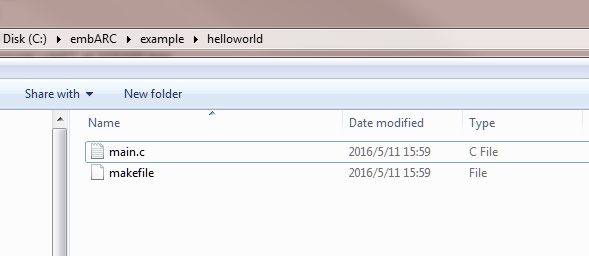 Disk (C:) ▸ embARC ▸ example ▸ helloworld
Share with ▾ New folder
Name Date modified Type
main.c 2016/5/11 15:59 C File
makefile 2016/5/11 15:59 File